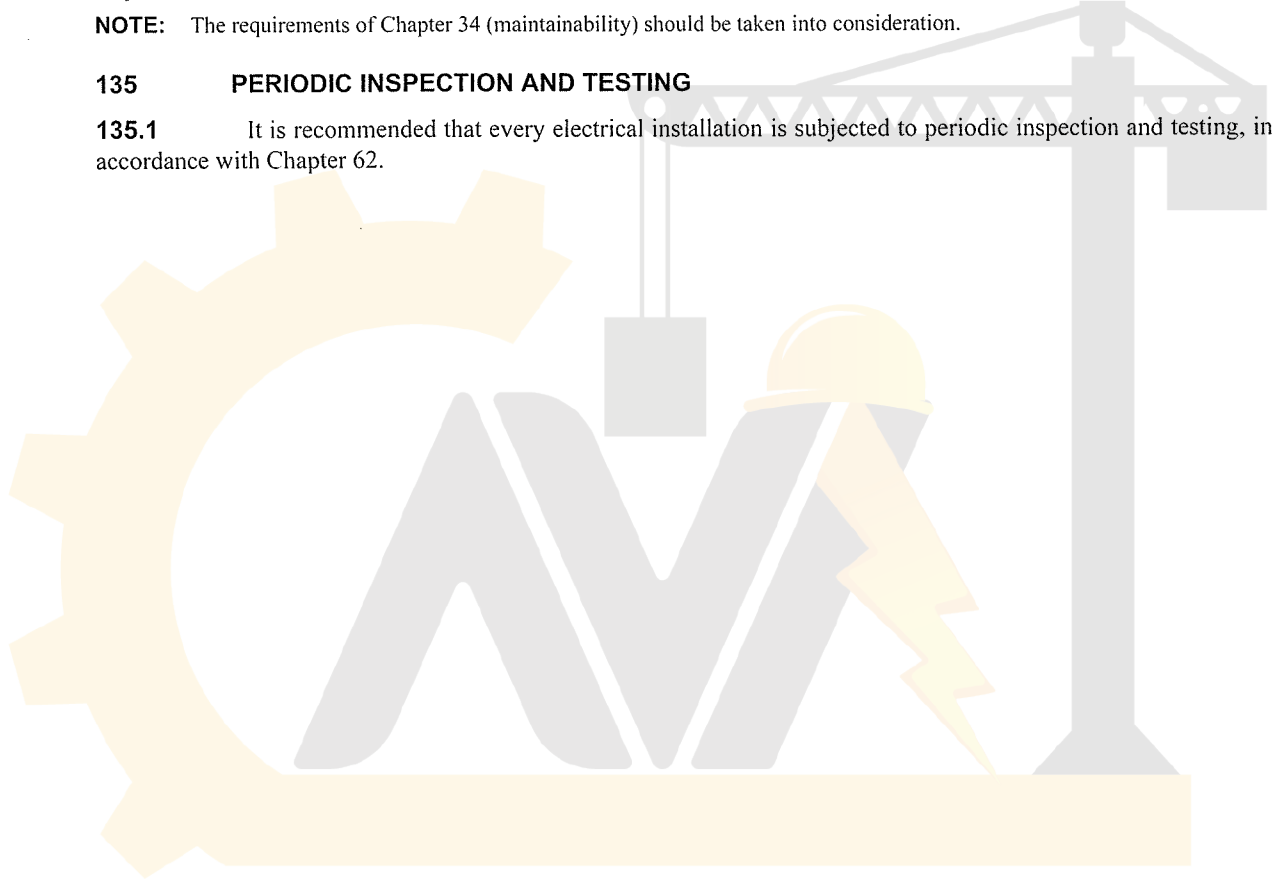 NOTE: The requirements of Chapter 34 (maintainability) should be taken into consideration.
135 PERIODIC INSPECTION AND TESTING
135.1 It is recommended that every electrical installation is subjected to periodic inspection and testing, in
accordance with Chapter 62.